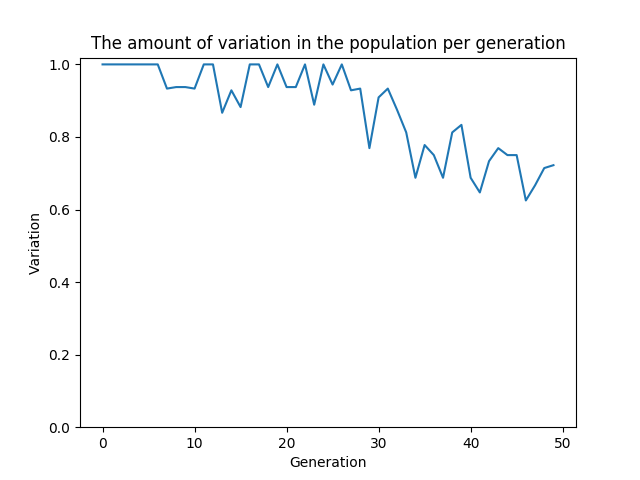 The amount of variation in the population per generation
1.0
0.8
0.6
0.4
0.2
0.0
Variation
0 10 20 30 40 50
Generation